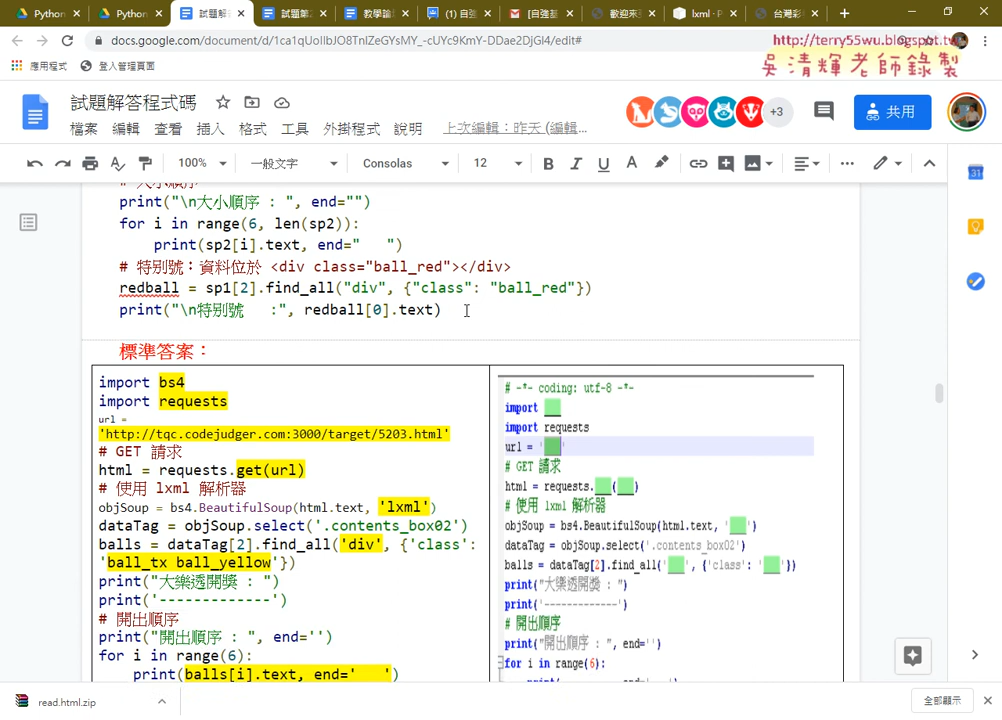 Python
Python
試題解
試題第
教學論
(1) 自強
[自強基
歡迎來
lxml · P
台灣彩
docs.google.com/document/d/1ca1qUoIIbJO8TnIZeGYsMY_-cUYc9KmY-DDae2DjGl4/edit#
http://terry55wu.blogspot.tw
應用程式
登入管理頁面
吳清輝老師錄製
試題解答程式碼
檔案 編輯 查看 插入 格式 工具 外掛程式 說明 上次編輯：昨天 (編輯...
+3
共用
100% 一般文字 Consolas 12 B I U A
31
# 大小順序
print("\n大小順序 : ", end="")
for i in range(6, len(sp2)):
print(sp2[i].text, end="   ")
# 特別號：資料位於 <div class="ball_red"></div>
redball = sp1[2].find_all("div", {"class": "ball_red"})
print("\n特別號   :", redball[0].text)
標準答案：
import bs4
import requests
url =
'http://tqc.codejudger.com:3000/target/5203.html'
# GET 請求
html = requests.get(url)
# 使用 lxml 解析器
objSoup = bs4.BeautifulSoup(html.text, 'lxml')
dataTag = objSoup.select('.contents_box02')
balls = dataTag[2].find_all('div', {'class':
'ball_tx ball_yellow'})
print("大樂透開獎 : ")
print('-------------')
# 開出順序
print("開出順序 : ", end='')
for i in range(6):
print(balls[i].text, end='   ')
# -*- coding: utf-8 -*-
import
import requests
url = ' '
# GET 請求
html = requests. ( )
# 使用 lxml 解析器
objSoup = bs4.BeautifulSoup(html.text, ' ')
dataTag = objSoup.select('.contents_box02')
balls = dataTag[2].find_all(' ', {'class': ' '})
print("大樂透開獎 : ")
print('-------------')
# 開出順序
print("開出順序 : ", end='')
for i in range(6):
read.html.zip
全部顯示